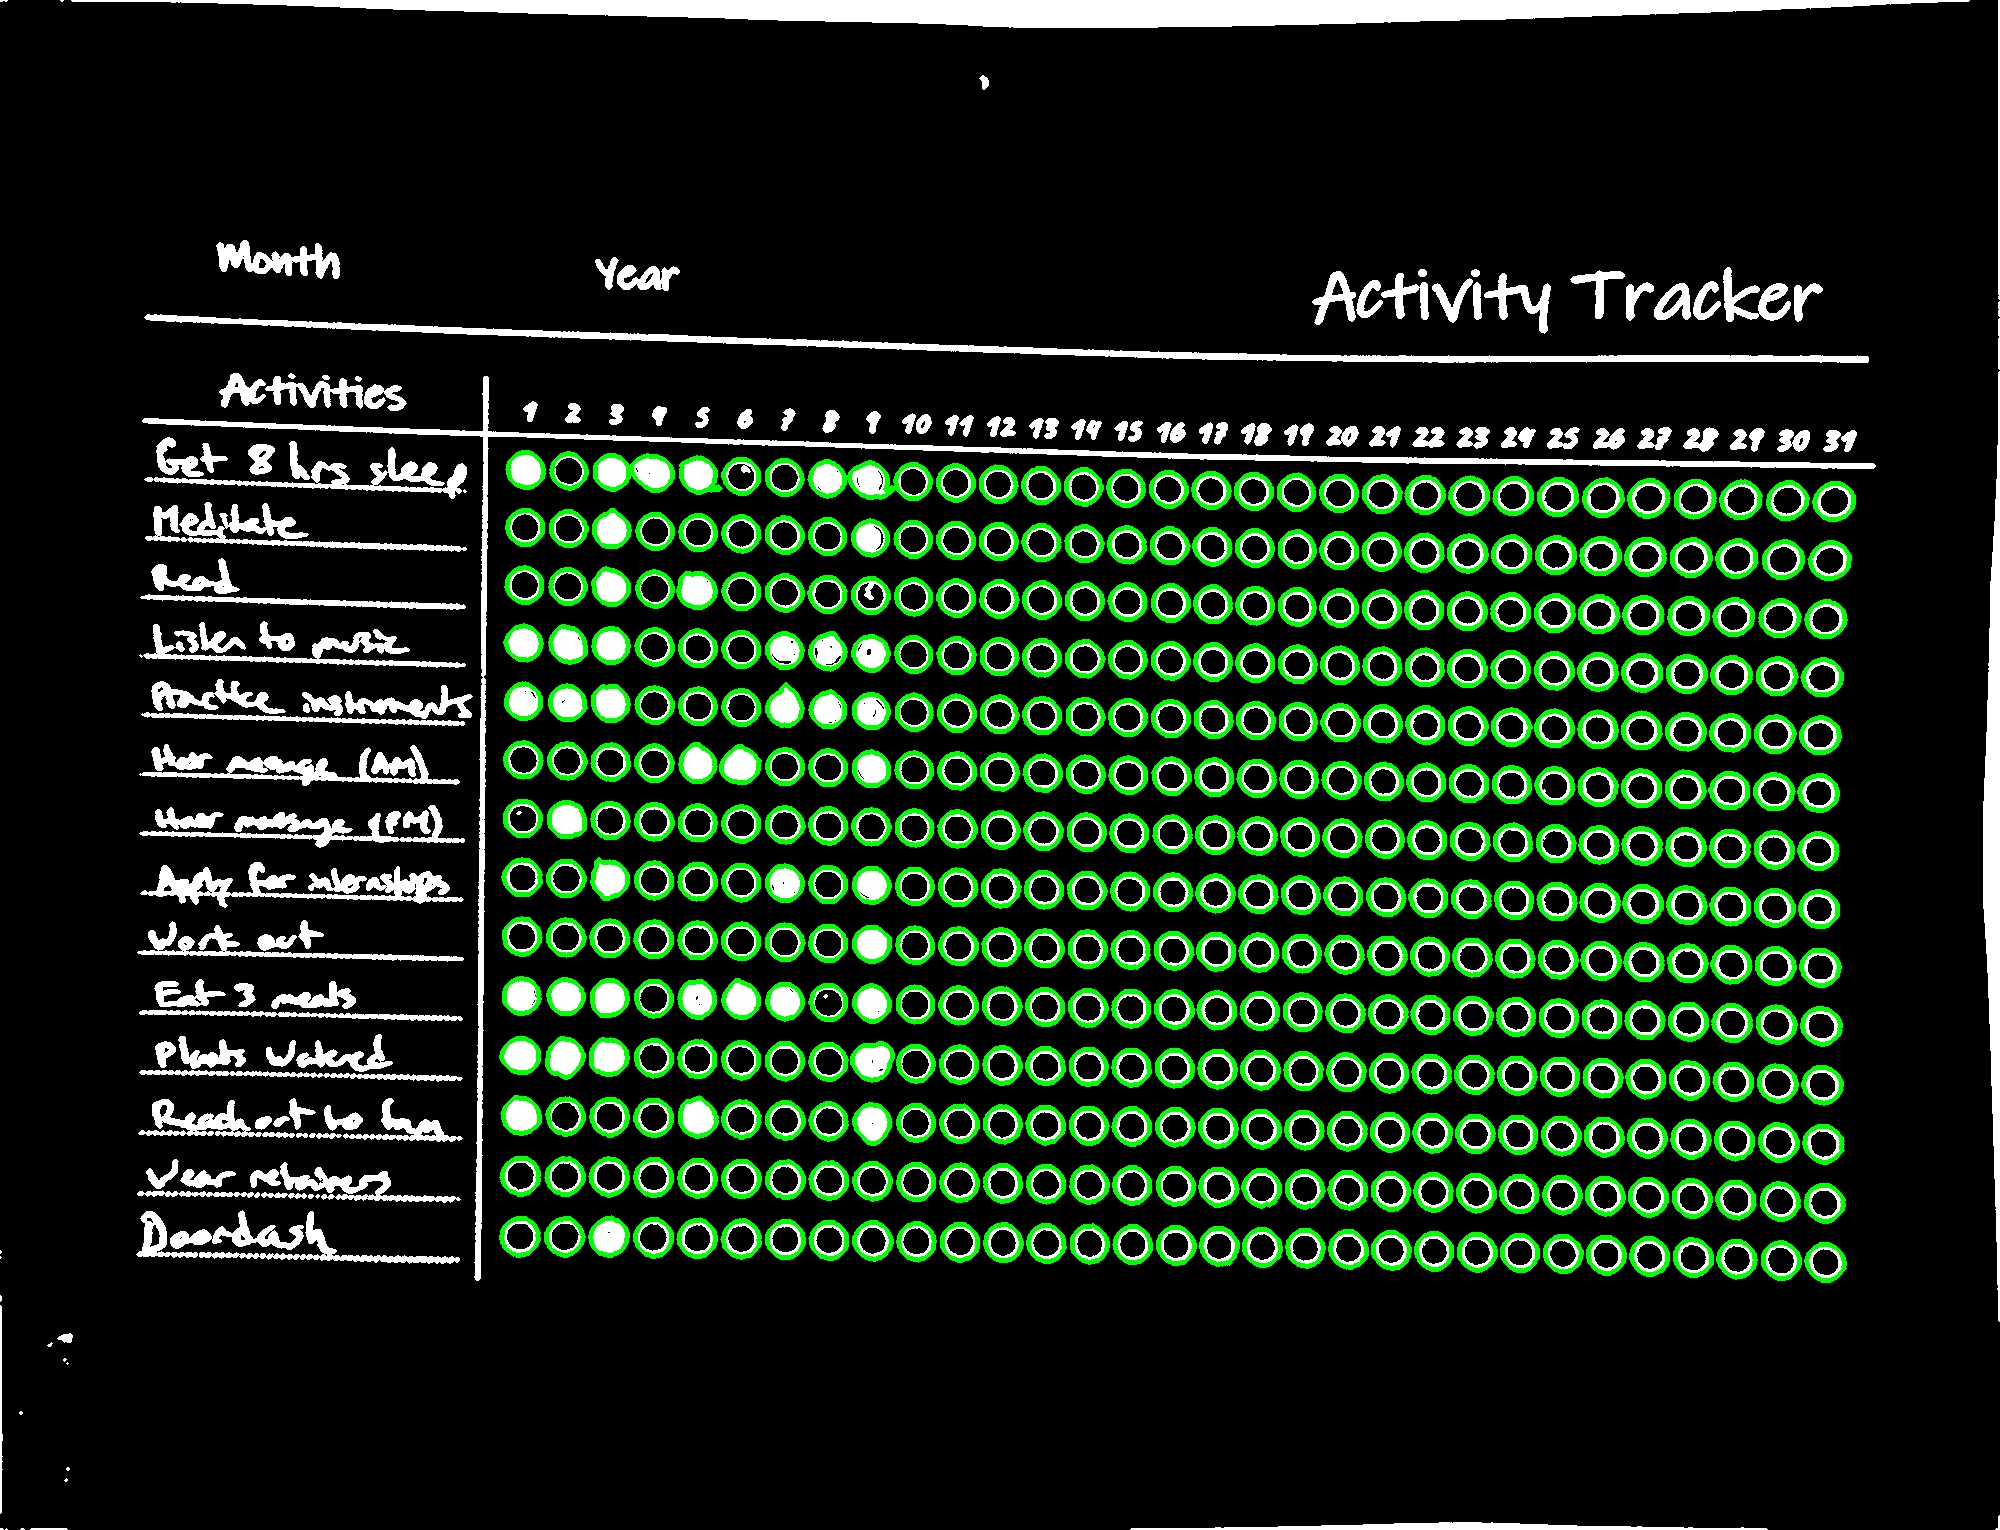 Month Year Activity Tracker
Activities 1 2 3 4 5 6 7 8 9 10 11 12 13 14 15 16 17 18 19 20 21 22 23 24 25 26 27 28 29 30 31
Get 8 hrs sleep
Meditate
Read
Listen to music
Practice instruments
Hair massage (AM)
Hair massage (PM)
Apply for internships
Work out
Eat 3 meals
Plants Watered
Reach out to fam
Wear retainers
Doordash